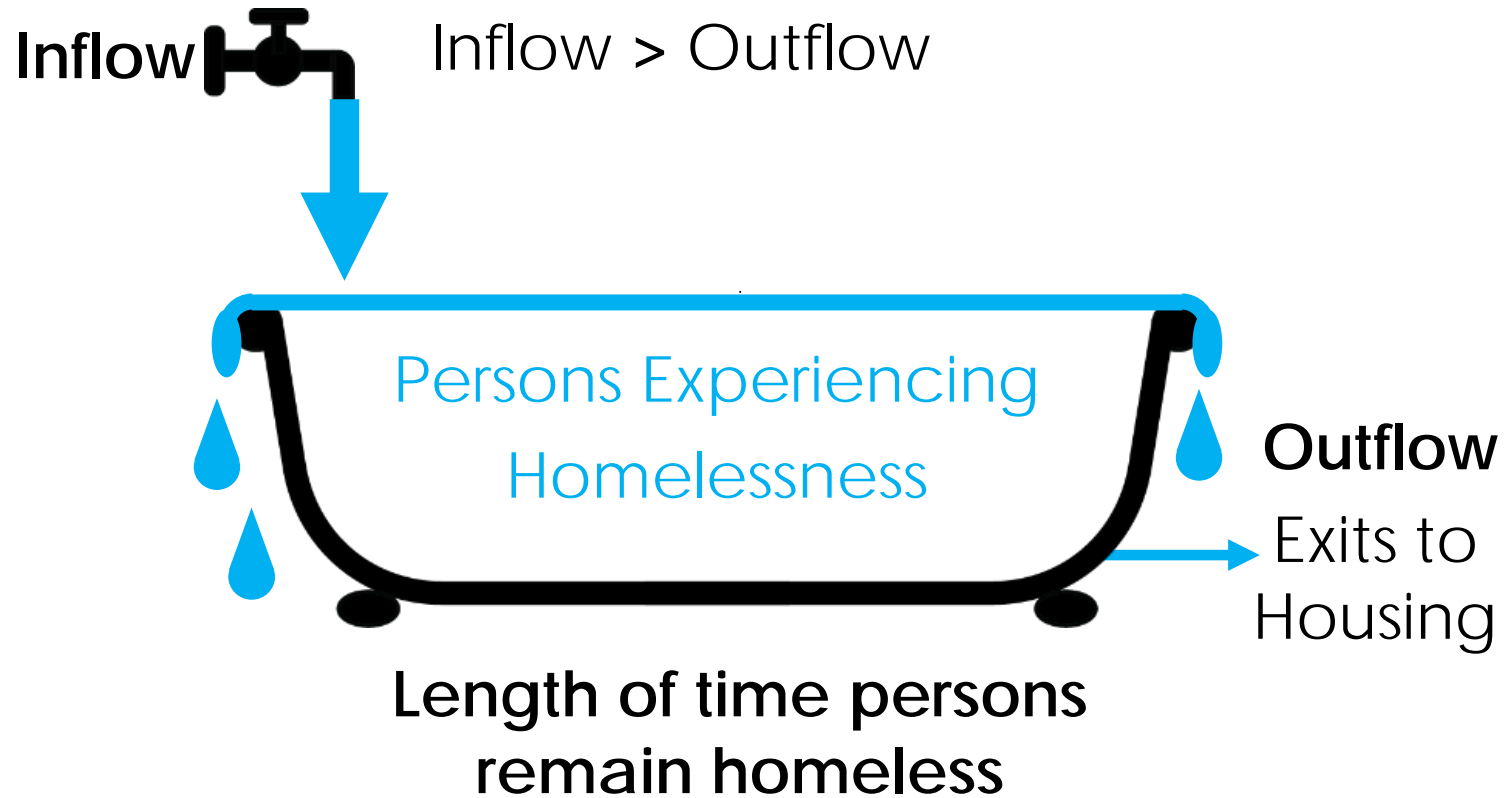 Inflow
Inflow > Outflow
Persons Experiencing
Homelessness
Outflow
Exits to
Housing
Length of time persons
remain homeless